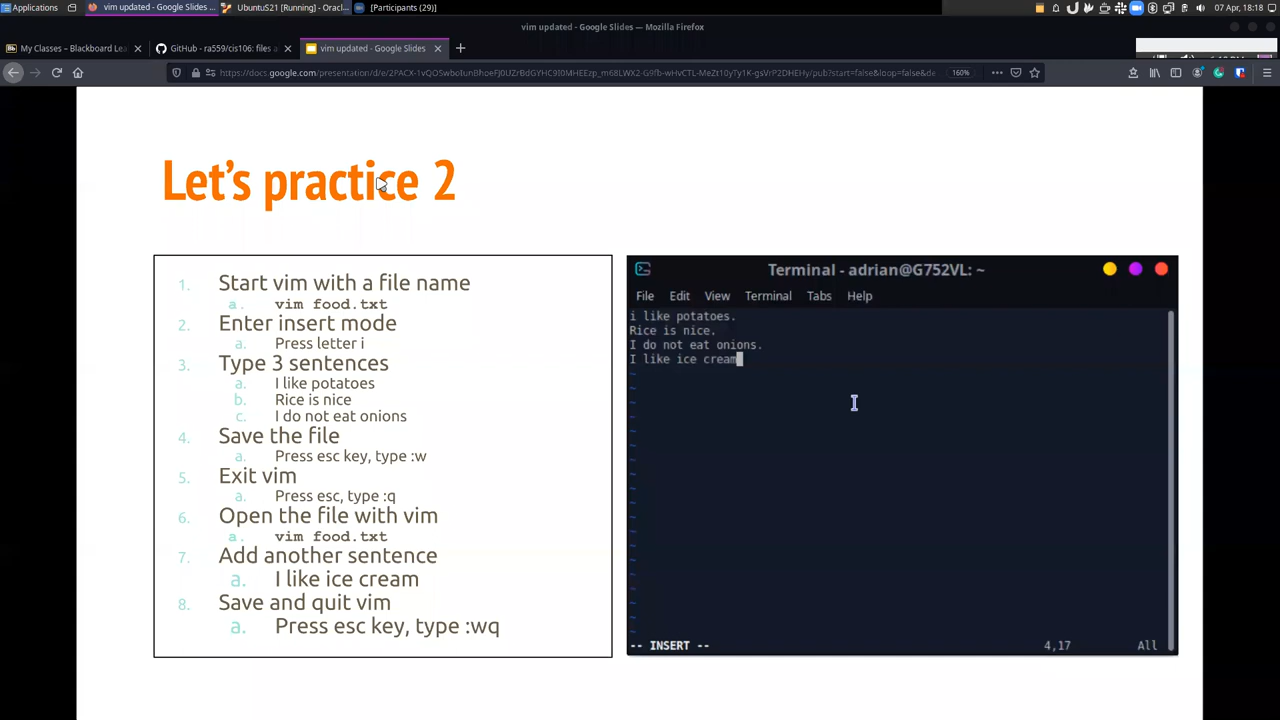 Applications
vim updated - Google Slides ...
UbuntuS21 [Running] - Oracl...
[Participants (29)]
07 Apr, 18:18
vim updated - Google Slides — Mozilla Firefox
My Classes – Blackboard Lea
GitHub - ra559/cis106: files a
vim updated - Google Slides
160%
Let's practice 2
1. Start vim with a file name
a. vim food.txt
2. Enter insert mode
a. Press letter i
3. Type 3 sentences
a. I like potatoes
b. Rice is nice
c. I do not eat onions
4. Save the file
a. Press esc key, type :w
5. Exit vim
a. Press esc, type :q
6. Open the file with vim
a. vim food.txt
7. Add another sentence
a. I like ice cream
8. Save and quit vim
a. Press esc key, type :wq
Terminal - adrian@G752VL: ~
File Edit View Terminal Tabs Help
i like potatoes.
Rice is nice.
I do not eat onions.
I like ice cream
-- INSERT -- 4,17 All